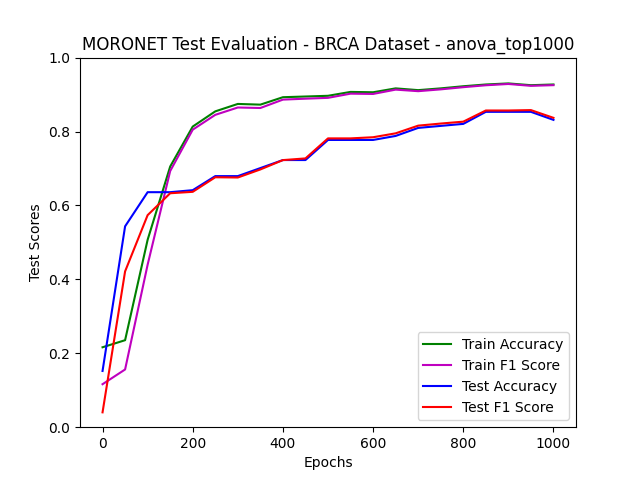 MORONET Test Evaluation - BRCA Dataset - anova_top1000
1.0
0.8
0.6
0.4
0.2
0.0
Test Scores
0 200 400 600 800 1000
Epochs
Train Accuracy
Train F1 Score
Test Accuracy
Test F1 Score